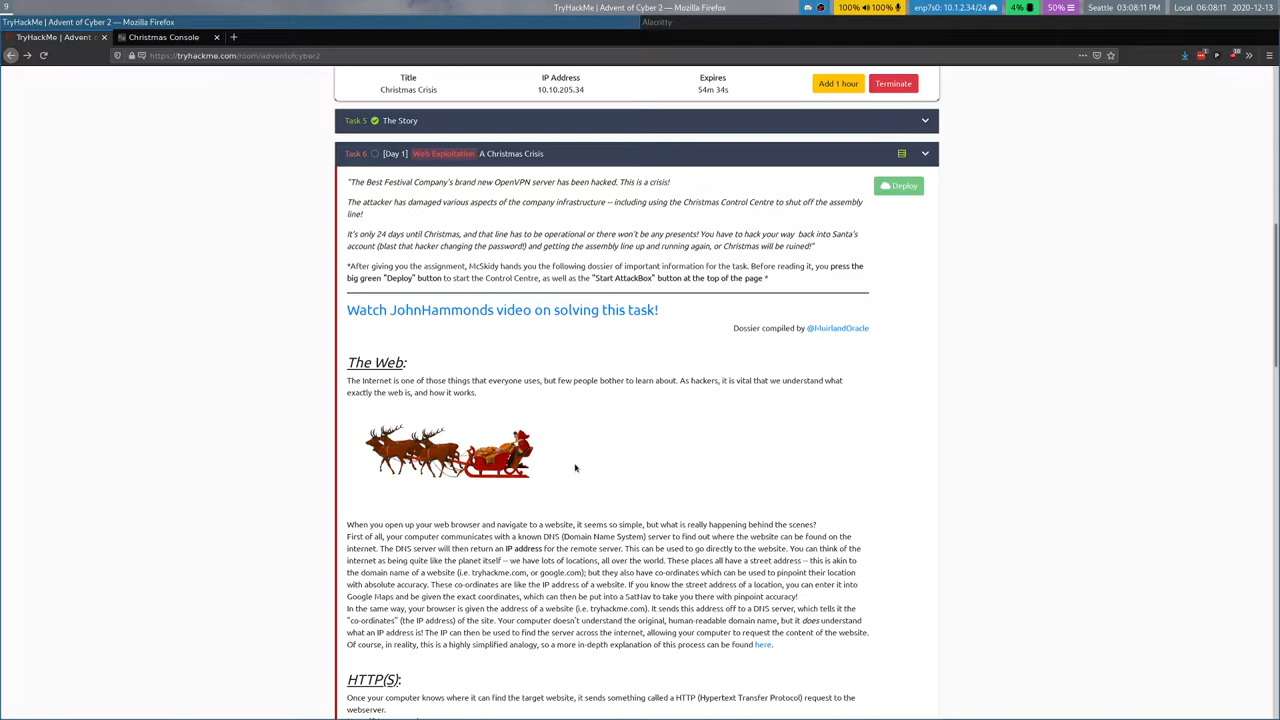 9
TryHackMe | Advent of Cyber 2 — Mozilla Firefox
100% 100%
enp7s0: 10.1.2.34/24
4%
50%
Seattle 03:08:11 PM
Local 06:08:11
2020-12-13
TryHackMe | Advent of Cyber 2 — Mozilla Firefox
Alacritty
TryHackMe | Advent o
Christmas Console
https://tryhackme.com/room/adventofcyber2
Title
IP Address
Expires
Christmas Crisis
10.10.205.34
54m 34s
Add 1 hour
Terminate
Task 5 The Story
Task 6 [Day 1] Web Exploitation A Christmas Crisis
"The Best Festival Company's brand new OpenVPN server has been hacked. This is a crisis!
Deploy
The attacker has damaged various aspects of the company infrastructure -- including using the Christmas Control Centre to shut off the assembly
line!
It's only 24 days until Christmas, and that line has to be operational or there won't be any presents! You have to hack your way back into Santa's
account (blast that hacker changing the password!) and getting the assembly line up and running again, or Christmas will be ruined!"
*After giving you the assignment, McSkidy hands you the following dossier of important information for the task. Before reading it, you press the
big green "Deploy" button to start the Control Centre, as well as the "Start AttackBox" button at the top of the page *
Watch JohnHammonds video on solving this task!
Dossier compiled by @MuirlandOracle
The Web:
The Internet is one of those things that everyone uses, but few people bother to learn about. As hackers, it is vital that we understand what
exactly the web is, and how it works.
When you open up your web browser and navigate to a website, it seems so simple, but what is really happening behind the scenes?
First of all, your computer communicates with a known DNS (Domain Name System) server to find out where the website can be found on the
internet. The DNS server will then return an IP address for the remote server. This can be used to go directly to the website. You can think of the
internet as being quite like the planet itself -- we have lots of locations, all over the world. These places all have a street address -- this is akin to
the domain name of a website (i.e. tryhackme.com, or google.com); but they also have co-ordinates which can be used to pinpoint their location
with absolute accuracy. These co-ordinates are like the IP address of a website. If you know the street address of a location, you can enter it into
Google Maps and be given the exact coordinates, which can then be put into a SatNav to take you there with pinpoint accuracy!
In the same way, your browser is given the address of a website (i.e. tryhackme.com). It sends this address off to a DNS server, which tells it the
"co-ordinates" (the IP address) of the site. Your computer doesn't understand the original, human-readable domain name, but it does understand
what an IP address is! The IP can then be used to find the server across the internet, allowing your computer to request the content of the website.
Of course, in reality, this is a highly simplified analogy, so a more in-depth explanation of this process can be found here.
HTTP(S):
Once your computer knows where it can find the target website, it sends something called a HTTP (Hypertext Transfer Protocol) request to the
webserver.